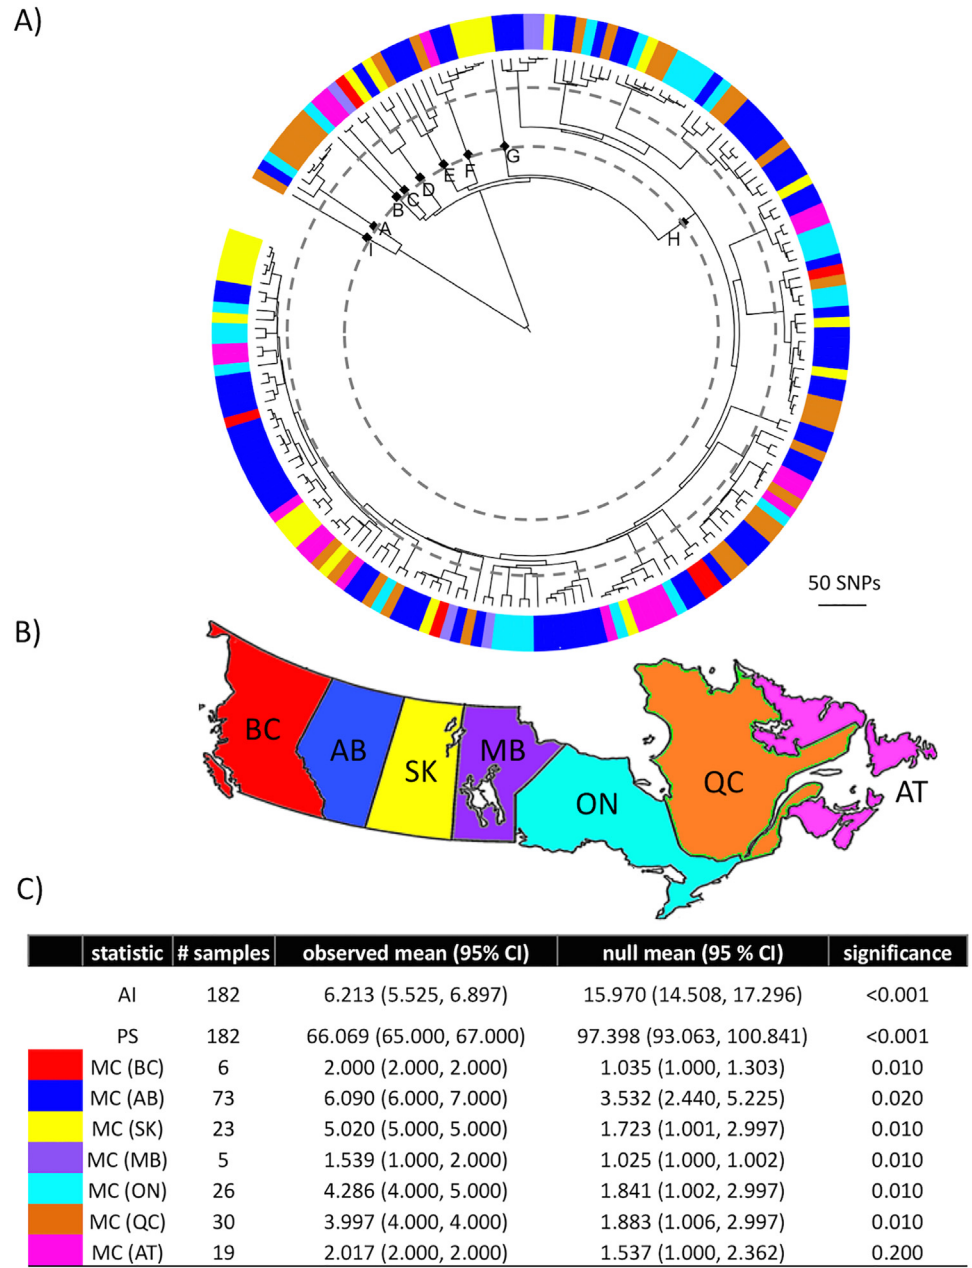 A)
G
F
E
D
C
B
A
I
H
50 SNPs
B)
BC
AB
SK
MB
ON
QC
AT
C)
statistic # samples observed mean (95% CI) null mean (95 % CI) significance
AI 182 6.213 (5.525, 6.897) 15.970 (14.508, 17.296) <0.001
PS 182 66.069 (65.000, 67.000) 97.398 (93.063, 100.841) <0.001
MC (BC) 6 2.000 (2.000, 2.000) 1.035 (1.000, 1.303) 0.010
MC (AB) 73 6.090 (6.000, 7.000) 3.532 (2.440, 5.225) 0.020
MC (SK) 23 5.020 (5.000, 5.000) 1.723 (1.001, 2.997) 0.010
MC (MB) 5 1.539 (1.000, 2.000) 1.025 (1.000, 1.002) 0.010
MC (ON) 26 4.286 (4.000, 5.000) 1.841 (1.002, 2.997) 0.010
MC (QC) 30 3.997 (4.000, 4.000) 1.883 (1.006, 2.997) 0.010
MC (AT) 19 2.017 (2.000, 2.000) 1.537 (1.000, 2.362) 0.200